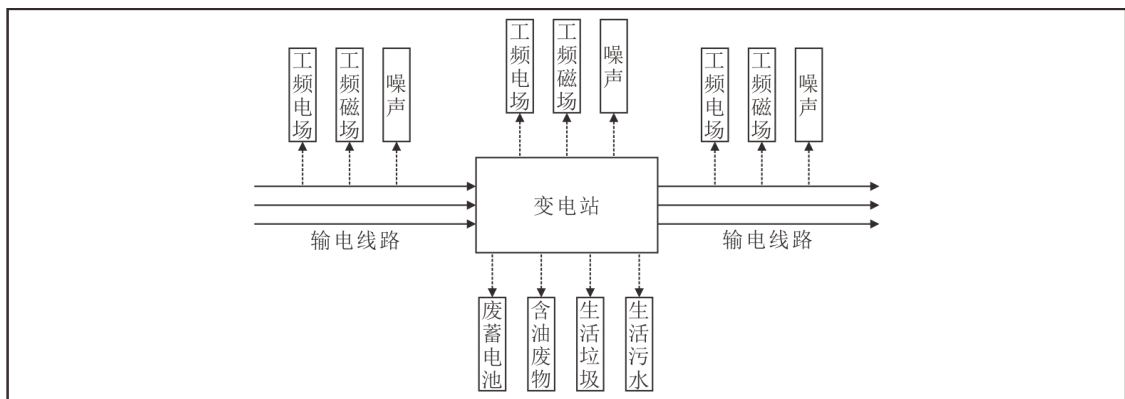 工频电场
工频磁场
噪声
工频电场
工频磁场
噪声
工频电场
工频磁场
噪声
变电站
输电线路
输电线路
废蓄电池
含油废物
生活垃圾
生活污水